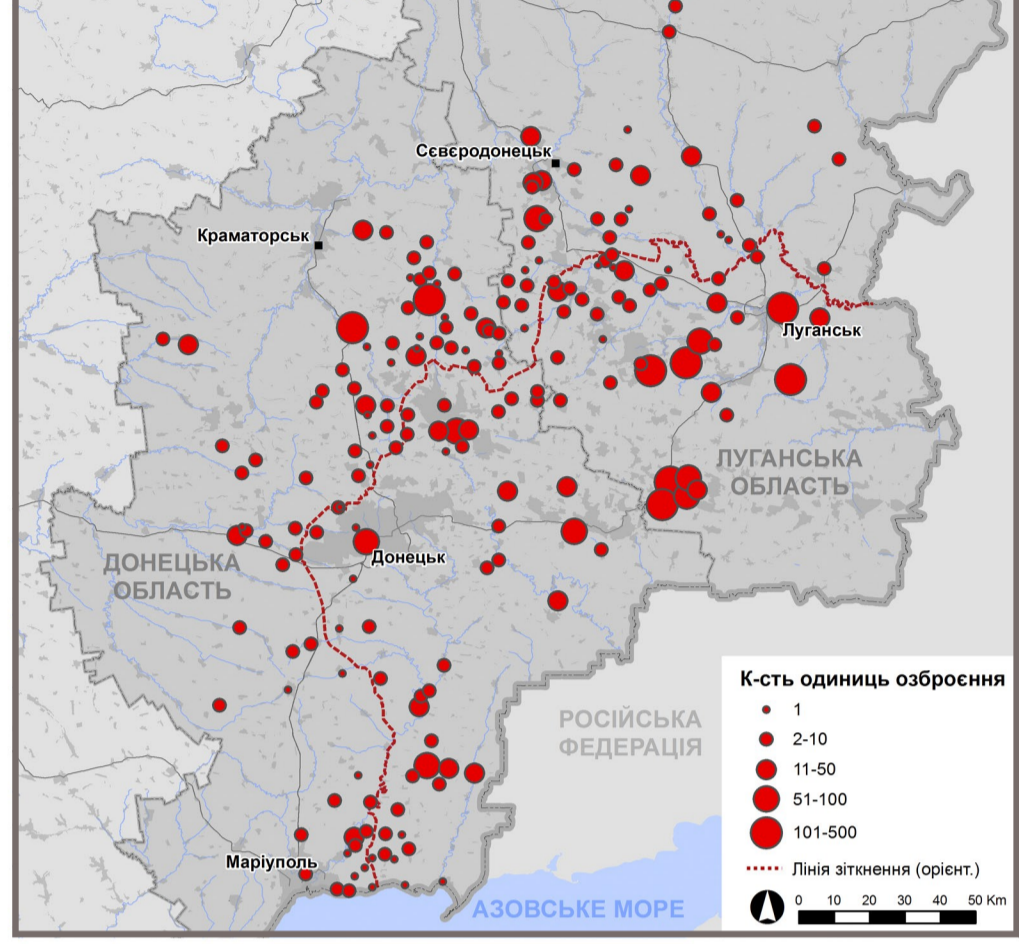 Сєвєродонецьк
Краматорськ
Луганськ
ЛУГАНСЬКА
ОБЛАСТЬ
Донецьк
ДОНЕЦЬКА
ОБЛАСТЬ
РОСІЙСЬКА
ФЕДЕРАЦІЯ
Маріуполь
АЗОВСЬКЕ МОРЕ
К-сть одиниць озброєння
1
2-10
11-50
51-100
101-500
Лінія зіткнення (орієнт.)
0 10 20 30 40 50 Km